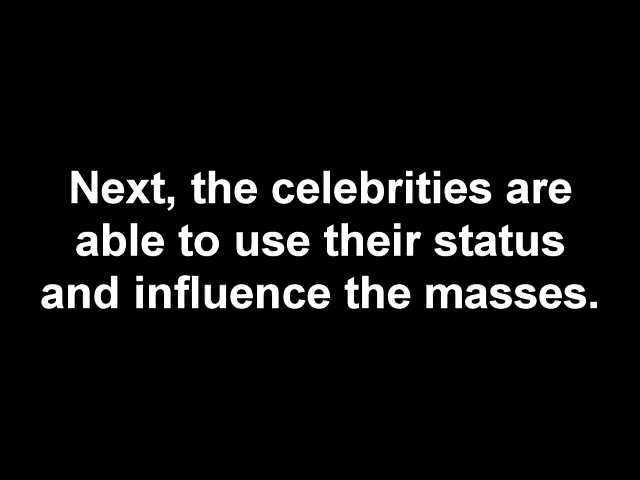 Next, the celebrities are
able to use their status
and influence the masses.